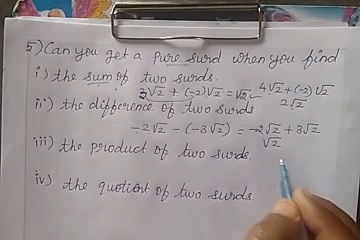 5) Can you get a pure surd when you find
i) the sum of two surds.
3√2 + (-2)√2 = √2. 4√2 + (-2)√2
2√2
ii) the difference of two surds
-2√2 - (-3√2) = -2√2 + 3√2
√2
iii) the product of two surds.
iv) the quotient of two surds.